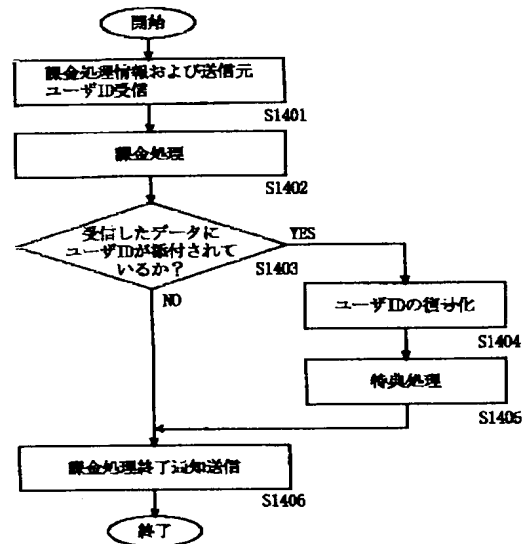 開始
課金処理情報および送信元
ユーザID受信
S1401
課金処理
S1402
受信したデータに
ユーザIDが添付されて
いるか？
YES
S1403
NO
ユーザIDの復号化
S1404
特典処理
S1405
課金処理終了通知送信
S1406
終了